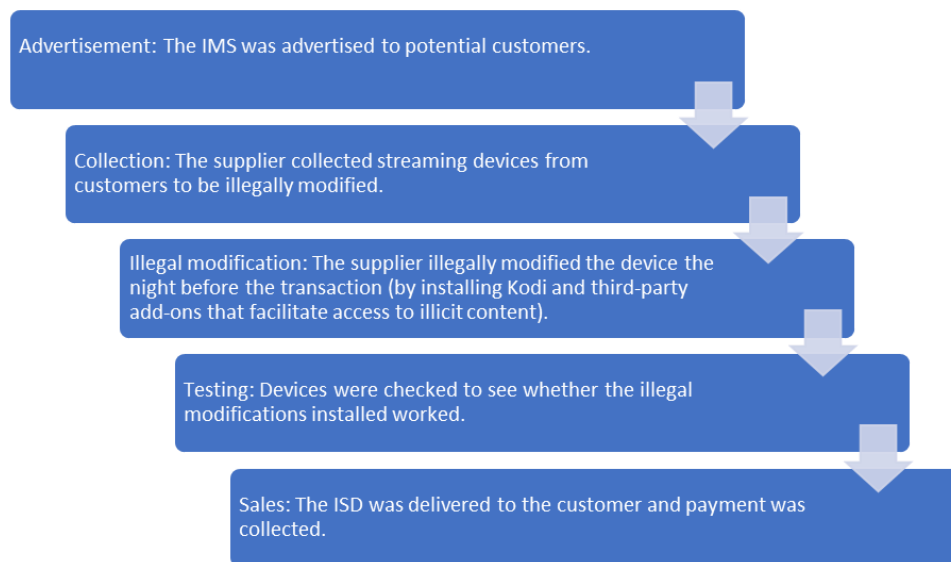 Advertisement: The IMS was advertised to potential customers.
Collection: The supplier collected streaming devices from
customers to be illegally modified.
Illegal modification: The supplier illegally modified the device the
night before the transaction (by installing Kodi and third-party
add-ons that facilitate access to illicit content).
Testing: Devices were checked to see whether the illegal
modifications installed worked.
Sales: The ISD was delivered to the customer and payment was
collected.